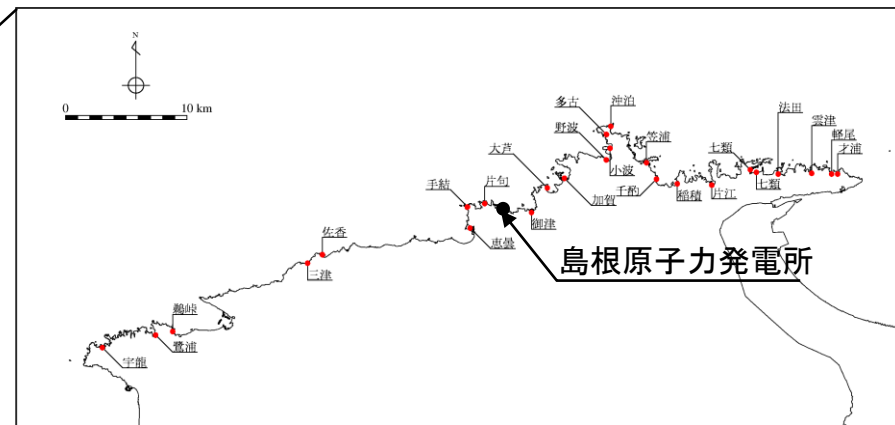 N
0
10 km
沖泊
多古
法田
野波
笠浦
雲津
大芦
七類
軽尾
才浦
小波
手結
片句
加賀
千酌
稲積
片江
七類
御津
佐香
恵曇
島根原子力発電所
三津
鵜峠
鷺浦
宇龍